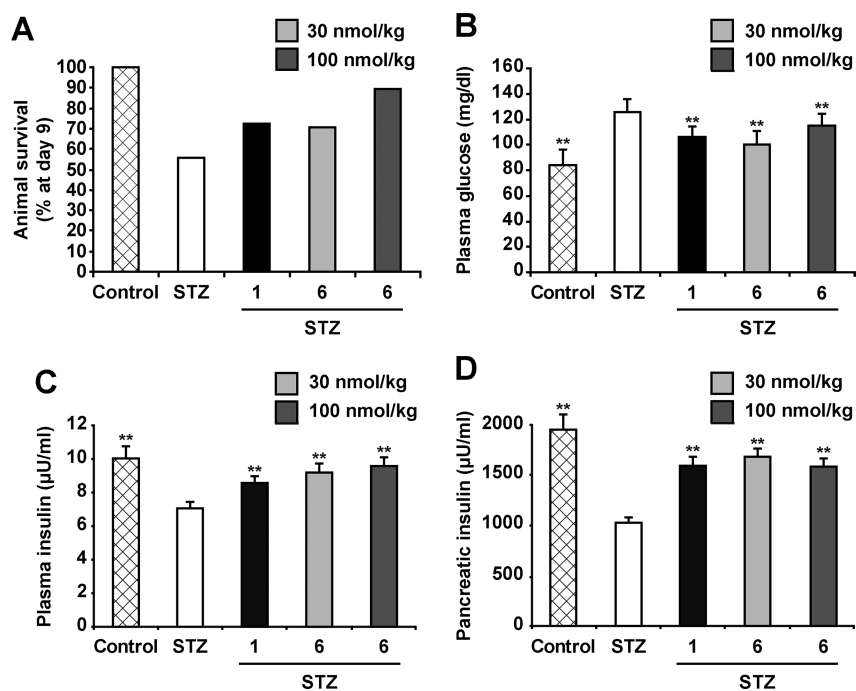 A
30 nmol/kg
100 nmol/kg
Animal survival
(% at day 9)
100
90
80
70
60
50
40
30
20
10
0
Control STZ 1 6 6
STZ
B
30 nmol/kg
100 nmol/kg
Plasma glucose (mg/dl)
160
140
120
100
80
60
40
20
0
** ** ** **
Control STZ 1 6 6
STZ
C
30 nmol/kg
100 nmol/kg
Plasma insulin (µU/ml)
12
10
8
6
4
2
0
** ** ** **
Control STZ 1 6 6
STZ
D
30 nmol/kg
100 nmol/kg
Pancreatic insulin (µU/ml)
2000
1500
1000
500
0
** ** ** **
Control STZ 1 6 6
STZ